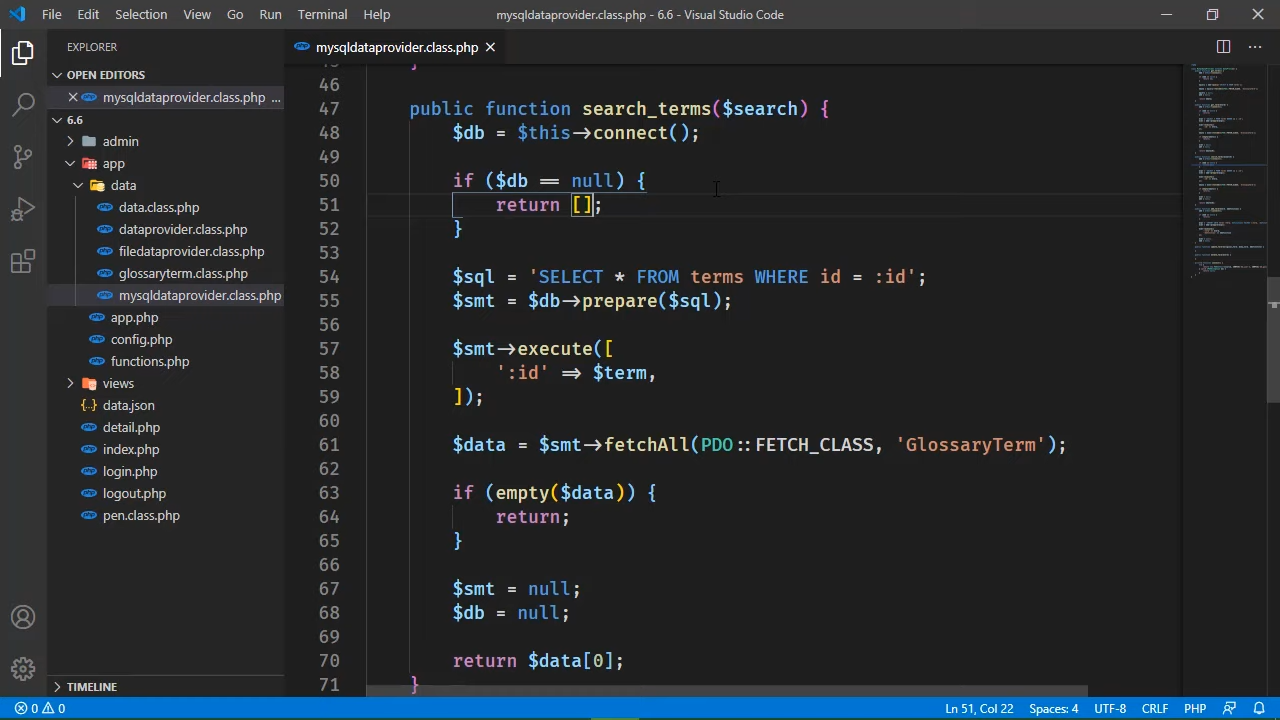 File Edit Selection View Go Run Terminal Help
mysqldataprovider.class.php - 6.6 - Visual Studio Code
EXPLORER
OPEN EDITORS
mysqldataprovider.class.php ...
6.6
admin
app
data
data.class.php
dataprovider.class.php
filedataprovider.class.php
glossaryterm.class.php
mysqldataprovider.class.php
app.php
config.php
functions.php
views
data.json
detail.php
index.php
login.php
logout.php
pen.class.php
TIMELINE
mysqldataprovider.class.php
45 }
46
47 public function search_terms($search) {
48 $db = $this->connect();
49
50 if ($db == null) {
51 return [];
52 }
53
54 $sql = 'SELECT * FROM terms WHERE id = :id';
55 $smt = $db->prepare($sql);
56
57 $smt->execute([
58 ':id' => $term,
59 ]);
60
61 $data = $smt->fetchAll(PDO::FETCH_CLASS, 'GlossaryTerm');
62
63 if (empty($data)) {
64 return;
65 }
66
67 $smt = null;
68 $db = null;
69
70 return $data[0];
71 }
0 0
Ln 51, Col 22 Spaces: 4 UTF-8 CRLF PHP